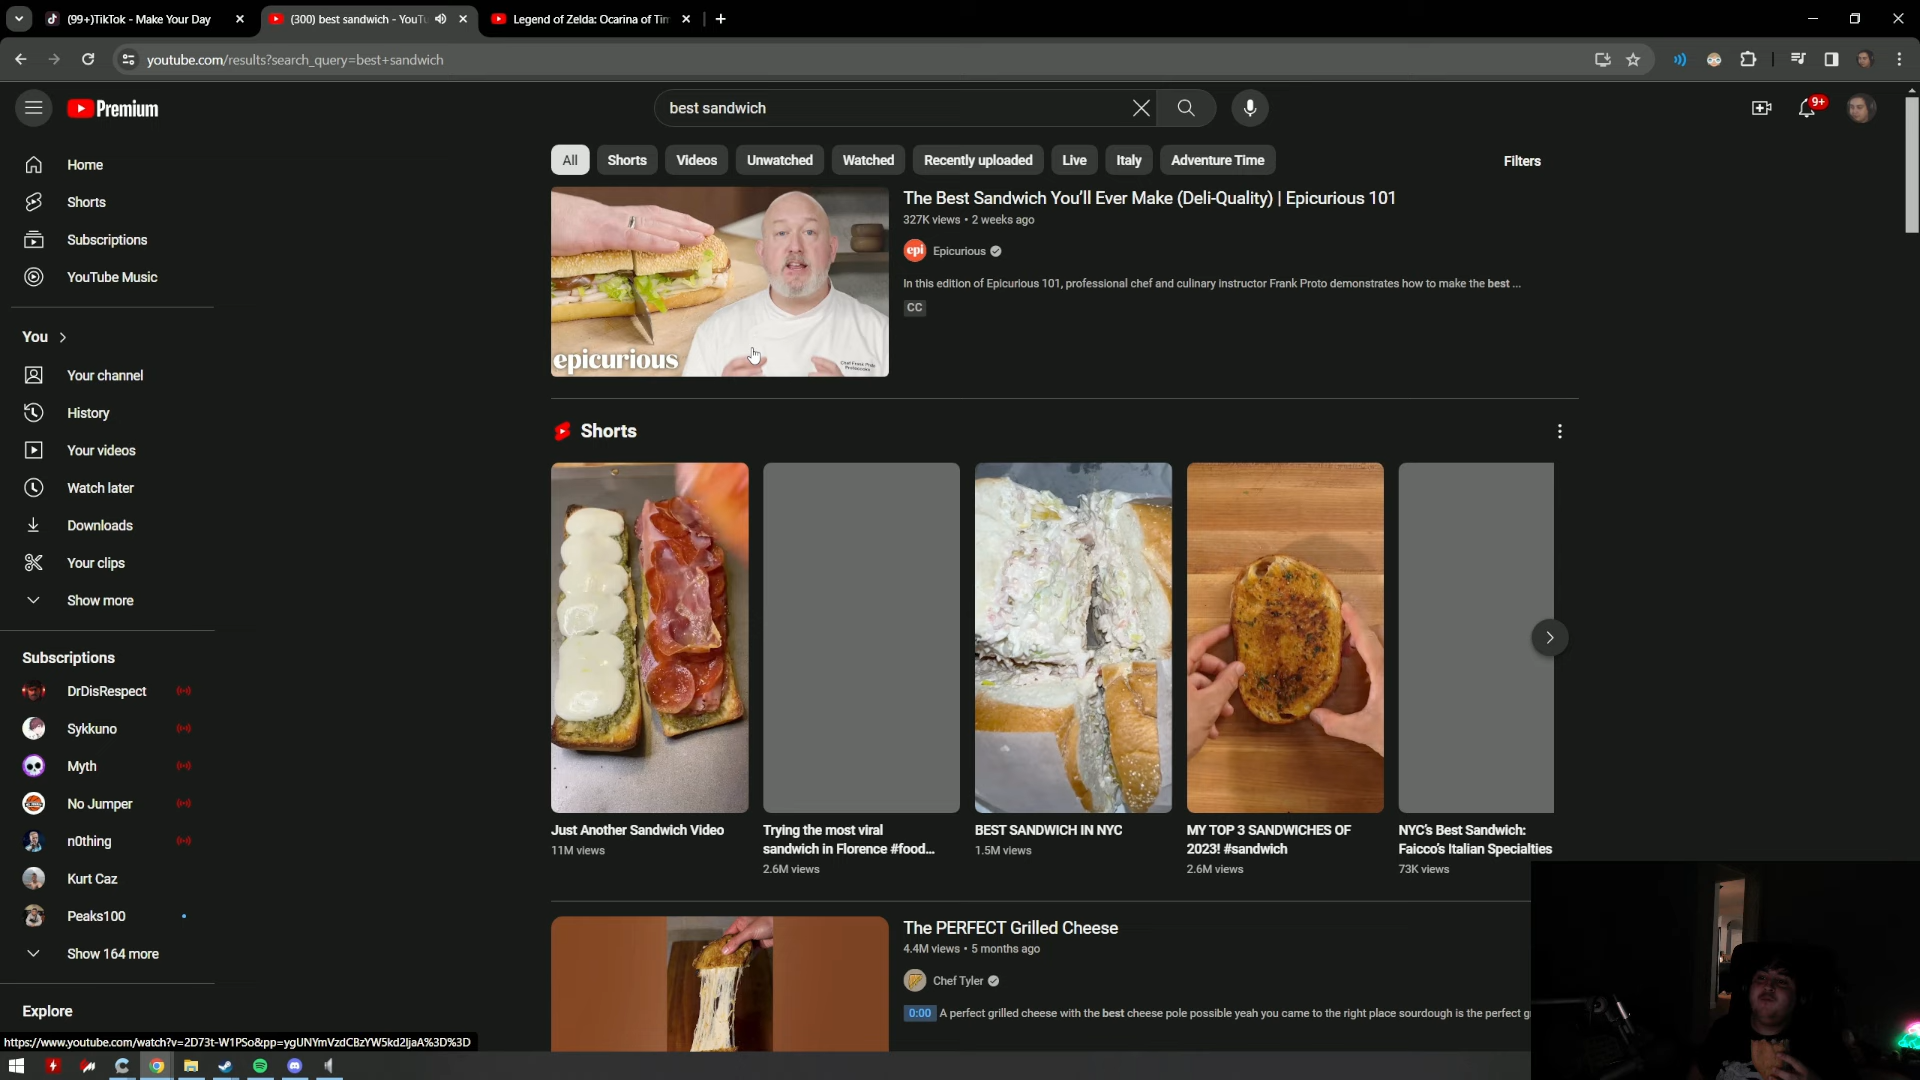 (99+)TikTok - Make Your Day
(300) best sandwich - YouTu
Legend of Zelda: Ocarina of Tim
youtube.com/results?search_query=best+sandwich
Premium
best sandwich
9+
Home
Shorts
Subscriptions
YouTube Music
You
Your channel
History
Your videos
Watch later
Downloads
Your clips
Show more
Subscriptions
DrDisRespect
Sykkuno
Myth
No Jumper
n0thing
Kurt Caz
Peaks100
Show 164 more
Explore
All
Shorts
Videos
Unwatched
Watched
Recently uploaded
Live
Italy
Adventure Time
Filters
epicurious
The Best Sandwich You'll Ever Make (Deli-Quality) | Epicurious 101
327K views • 2 weeks ago
epi
Epicurious
In this edition of Epicurious 101, professional chef and culinary instructor Frank Proto demonstrates how to make the best ...
CC
Shorts
Just Another Sandwich Video
11M views
Trying the most viral
sandwich in Florence #food...
2.6M views
BEST SANDWICH IN NYC
1.5M views
MY TOP 3 SANDWICHES OF
2023! #sandwich
2.6M views
NYC's Best Sandwich:
Faicco's Italian Specialties
73K views
The PERFECT Grilled Cheese
4.4M views • 5 months ago
Chef Tyler
0:00 A perfect grilled cheese with the best cheese pole possible yeah you came to the right place sourdough is the perfect g
https://www.youtube.com/watch?v=2D73t-W1PSo&pp=ygUNYmVzdCBzYW5kd2ljaA%3D%3D